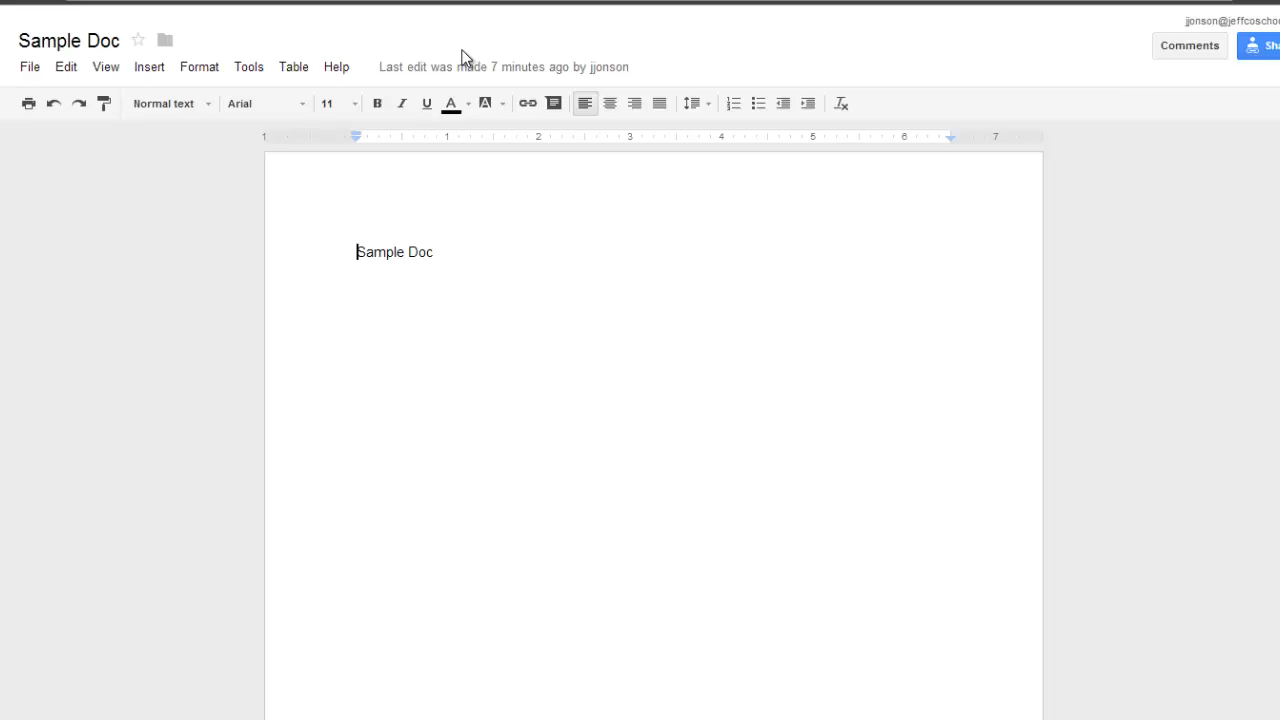 jjonson@jeffcoschoo
Sample Doc
Comments
Sha
File Edit View Insert Format Tools Table Help Last edit was made 7 minutes ago by jjonson
Normal text Arial 11 B I U A A
1 1 2 3 4 5 6 7
Sample Doc